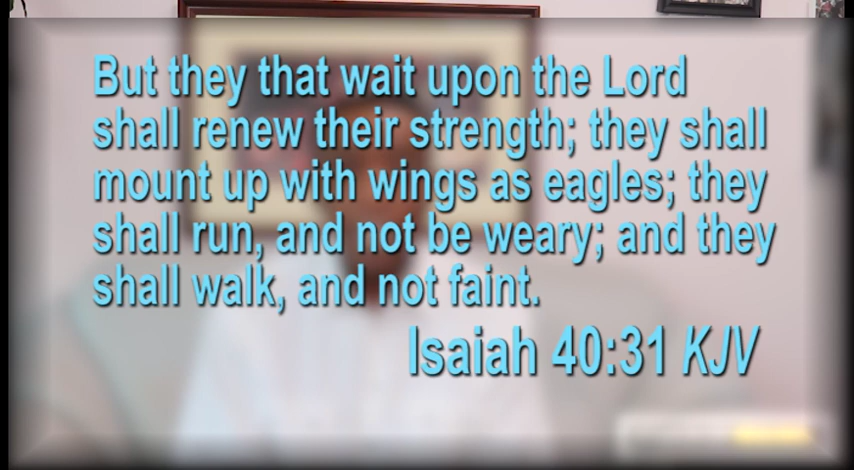 But they that wait upon the Lord
shall renew their strength; they shall
mount up with wings as eagles; they
shall run, and not be weary; and they
shall walk, and not faint.
Isaiah 40:31 KJV